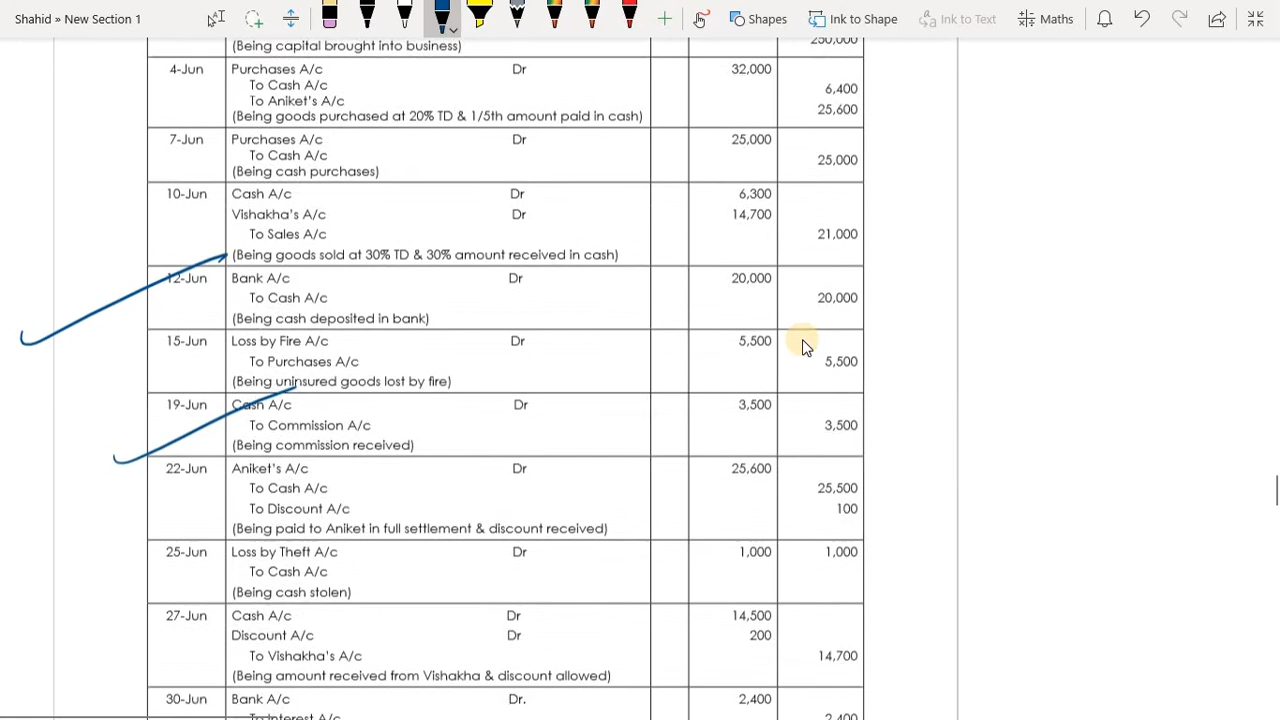 Shahid » New Section 1
Shapes
Ink to Shape
Ink to Text
Maths
250,000
(Being capital brought into business)
4-Jun Purchases A/c Dr 32,000
To Cash A/c 6,400
To Aniket's A/c 25,600
(Being goods purchased at 20% TD & 1/5th amount paid in cash)
7-Jun Purchases A/c Dr 25,000
To Cash A/c 25,000
(Being cash purchases)
10-Jun Cash A/c Dr 6,300
Vishakha's A/c Dr 14,700
To Sales A/c 21,000
(Being goods sold at 30% TD & 30% amount received in cash)
12-Jun Bank A/c Dr 20,000
To Cash A/c 20,000
(Being cash deposited in bank)
15-Jun Loss by Fire A/c Dr 5,500
To Purchases A/c 5,500
(Being uninsured goods lost by fire)
19-Jun Cash A/c Dr 3,500
To Commission A/c 3,500
(Being commission received)
22-Jun Aniket's A/c Dr 25,600
To Cash A/c 25,500
To Discount A/c 100
(Being paid to Aniket in full settlement & discount received)
25-Jun Loss by Theft A/c Dr 1,000 1,000
To Cash A/c
(Being cash stolen)
27-Jun Cash A/c Dr 14,500
Discount A/c Dr 200
To Vishakha's A/c 14,700
(Being amount received from Vishakha & discount allowed)
30-Jun Bank A/c Dr. 2,400
To Interest A/c 2,400